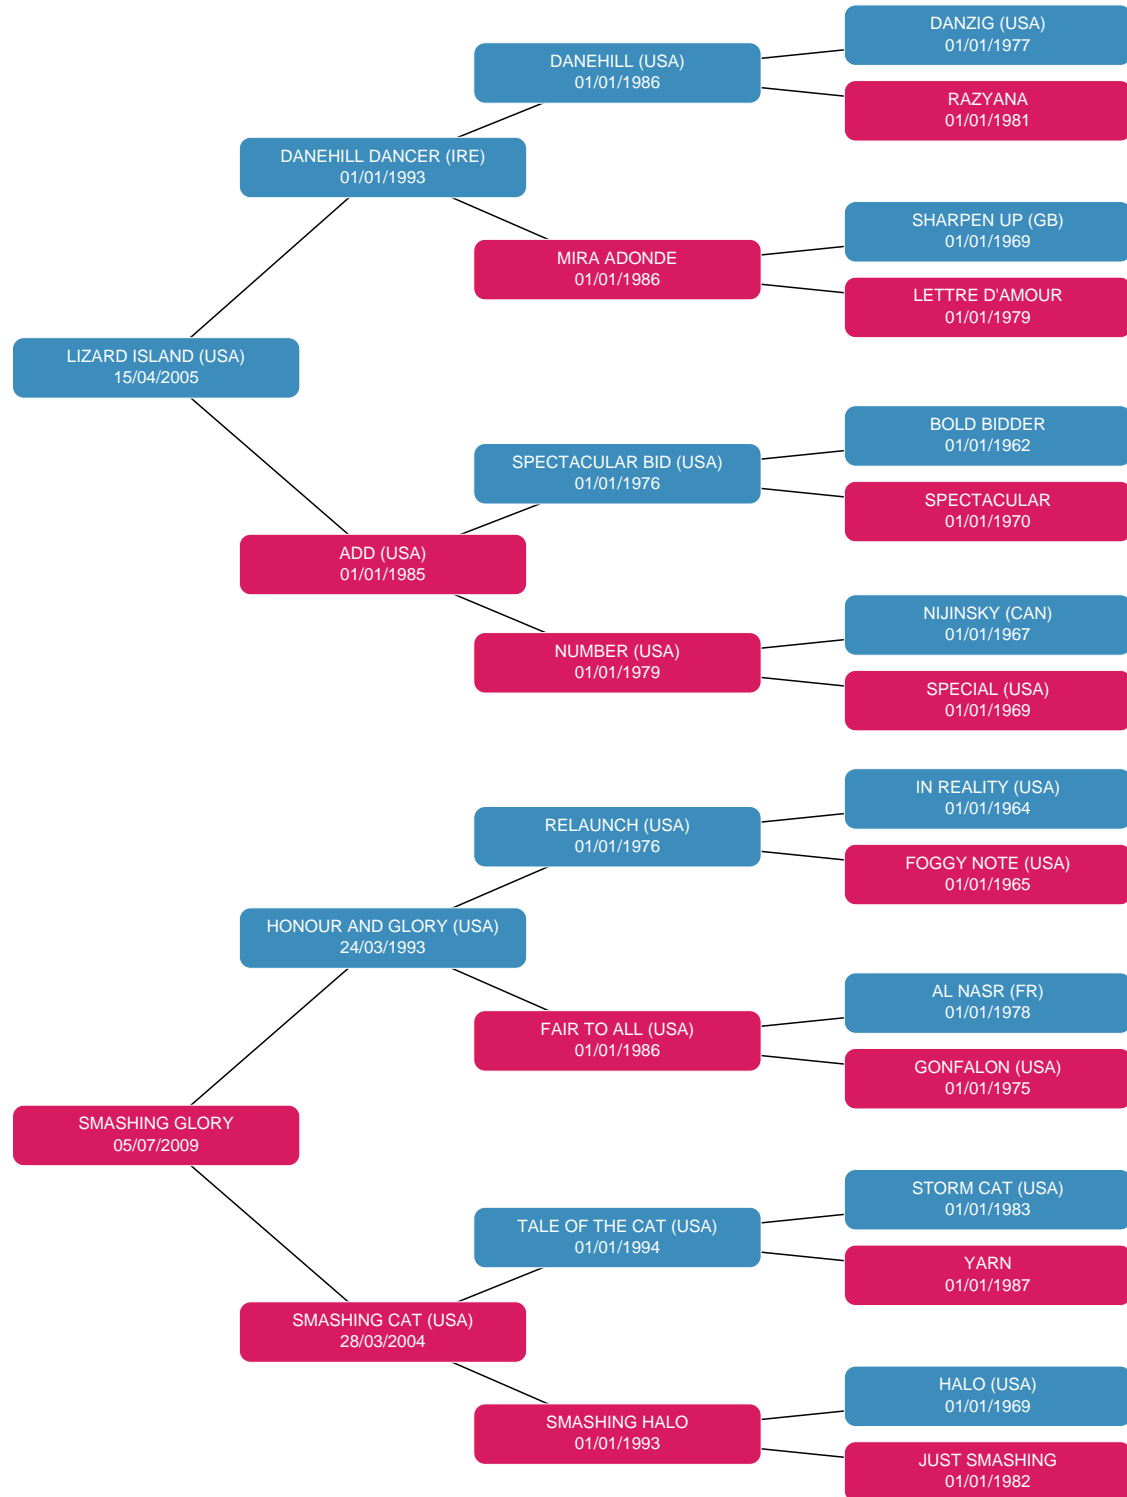 DANZIG (USA)
01/01/1977
DANEHILL (USA)
01/01/1986
RAZYANA
01/01/1981
DANEHILL DANCER (IRE)
01/01/1993
SHARPEN UP (GB)
01/01/1969
MIRA ADONDE
01/01/1986
LETTRE D'AMOUR
01/01/1979
LIZARD ISLAND (USA)
15/04/2005
BOLD BIDDER
01/01/1962
SPECTACULAR BID (USA)
01/01/1976
SPECTACULAR
01/01/1970
ADD (USA)
01/01/1985
NIJINSKY (CAN)
01/01/1967
NUMBER (USA)
01/01/1979
SPECIAL (USA)
01/01/1969
IN REALITY (USA)
01/01/1964
RELAUNCH (USA)
01/01/1976
FOGGY NOTE (USA)
01/01/1965
HONOUR AND GLORY (USA)
24/03/1993
AL NASR (FR)
01/01/1978
FAIR TO ALL (USA)
01/01/1986
GONFALON (USA)
01/01/1975
SMASHING GLORY
05/07/2009
STORM CAT (USA)
01/01/1983
TALE OF THE CAT (USA)
01/01/1994
YARN
01/01/1987
SMASHING CAT (USA)
28/03/2004
HALO (USA)
01/01/1969
SMASHING HALO
01/01/1993
JUST SMASHING
01/01/1982